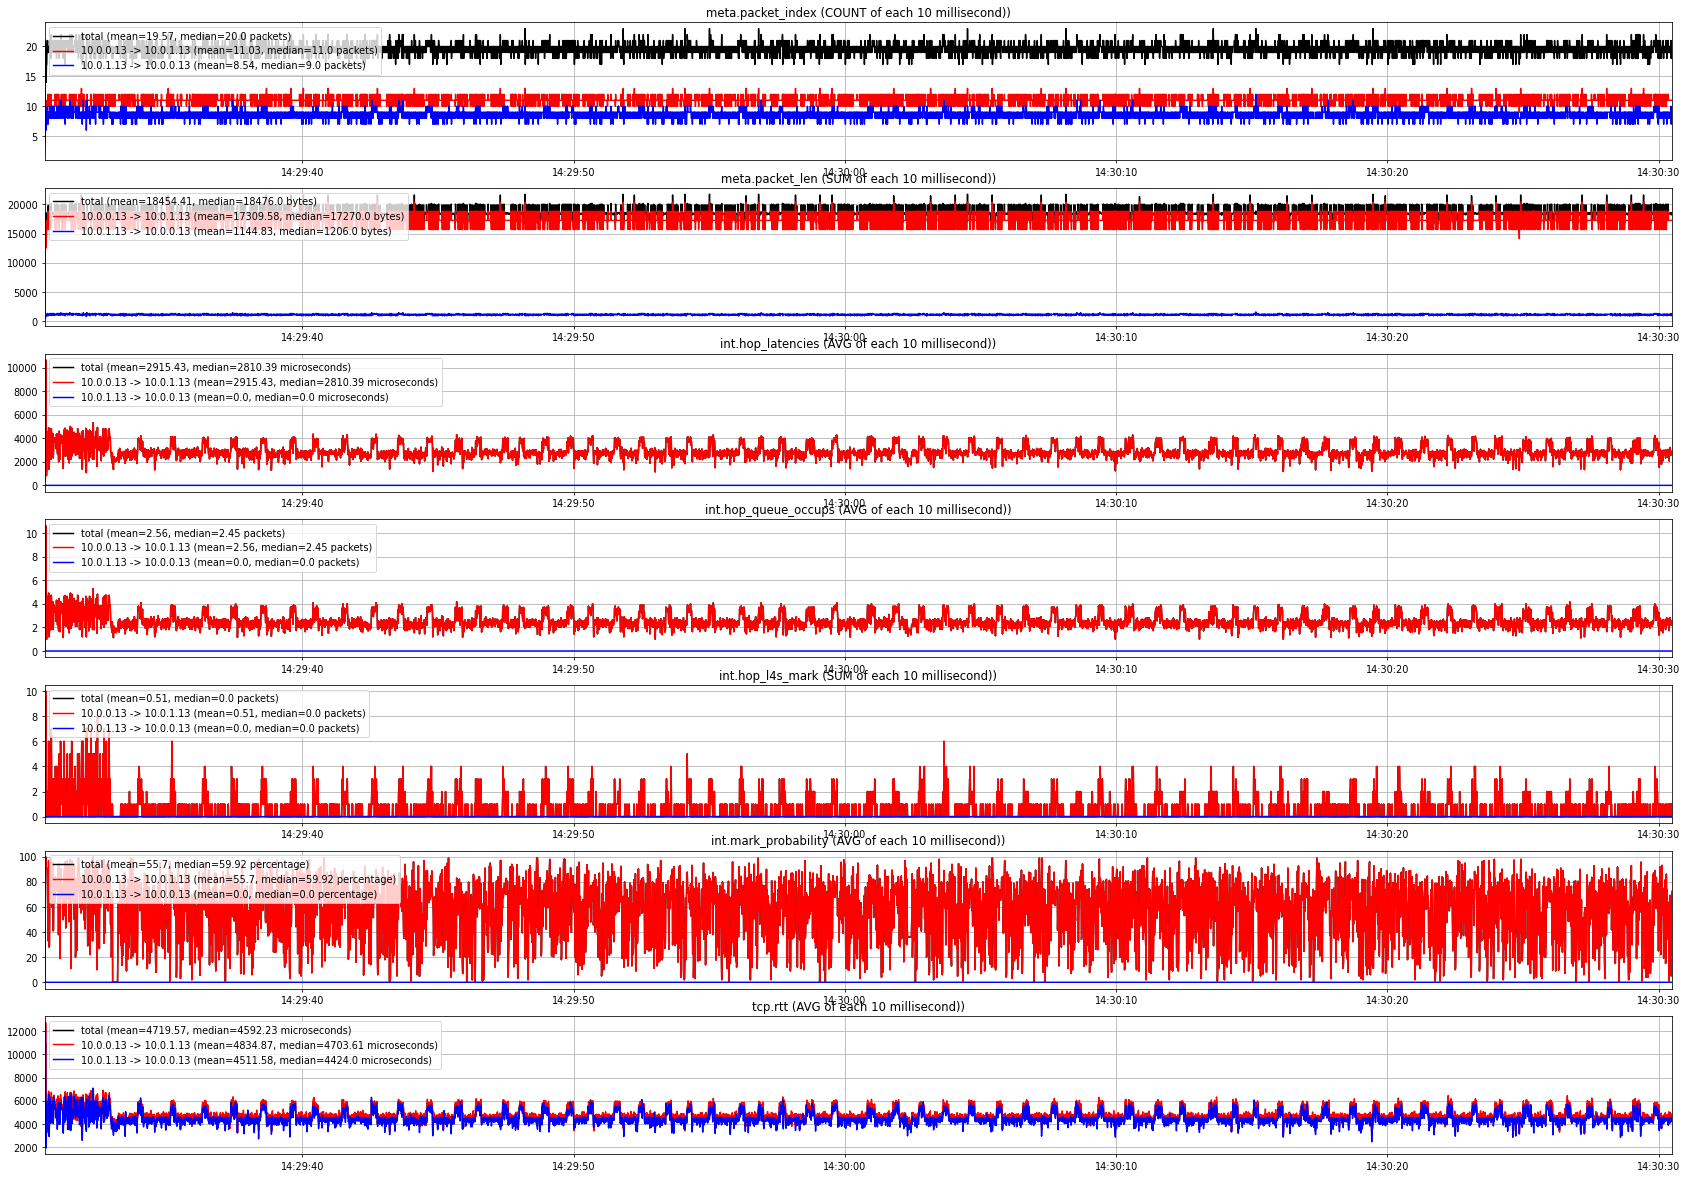 meta.packet_index (COUNT of each 10 millisecond))
total (mean=19.57, median=20.0 packets)
10.0.0.13 -> 10.0.1.13 (mean=11.03, median=11.0 packets)
10.0.1.13 -> 10.0.0.13 (mean=8.54, median=9.0 packets)
20
15
10
5
14:29:40 14:29:50 14:30:00 14:30:10 14:30:20 14:30:30
meta.packet_len (SUM of each 10 millisecond))
total (mean=18454.41, median=18476.0 bytes)
10.0.0.13 -> 10.0.1.13 (mean=17309.58, median=17270.0 bytes)
10.0.1.13 -> 10.0.0.13 (mean=1144.83, median=1206.0 bytes)
20000
15000
10000
5000
0
14:29:40 14:29:50 14:30:00 14:30:10 14:30:20 14:30:30
int.hop_latencies (AVG of each 10 millisecond))
total (mean=2915.43, median=2810.39 microseconds)
10.0.0.13 -> 10.0.1.13 (mean=2915.43, median=2810.39 microseconds)
10.0.1.13 -> 10.0.0.13 (mean=0.0, median=0.0 microseconds)
10000
8000
6000
4000
2000
0
14:29:40 14:29:50 14:30:00 14:30:10 14:30:20 14:30:30
int.hop_queue_occups (AVG of each 10 millisecond))
total (mean=2.56, median=2.45 packets)
10.0.0.13 -> 10.0.1.13 (mean=2.56, median=2.45 packets)
10.0.1.13 -> 10.0.0.13 (mean=0.0, median=0.0 packets)
10
8
6
4
2
0
14:29:40 14:29:50 14:30:00 14:30:10 14:30:20 14:30:30
int.hop_l4s_mark (SUM of each 10 millisecond))
total (mean=0.51, median=0.0 packets)
10.0.0.13 -> 10.0.1.13 (mean=0.51, median=0.0 packets)
10.0.1.13 -> 10.0.0.13 (mean=0.0, median=0.0 packets)
10
8
6
4
2
0
14:29:40 14:29:50 14:30:00 14:30:10 14:30:20 14:30:30
int.mark_probability (AVG of each 10 millisecond))
total (mean=55.7, median=59.92 percentage)
10.0.0.13 -> 10.0.1.13 (mean=55.7, median=59.92 percentage)
10.0.1.13 -> 10.0.0.13 (mean=0.0, median=0.0 percentage)
100
80
60
40
20
0
14:29:40 14:29:50 14:30:00 14:30:10 14:30:20 14:30:30
tcp.rtt (AVG of each 10 millisecond))
total (mean=4719.57, median=4592.23 microseconds)
10.0.0.13 -> 10.0.1.13 (mean=4834.87, median=4703.61 microseconds)
10.0.1.13 -> 10.0.0.13 (mean=4511.58, median=4424.0 microseconds)
12000
10000
8000
6000
4000
2000
14:29:40 14:29:50 14:30:00 14:30:10 14:30:20 14:30:30